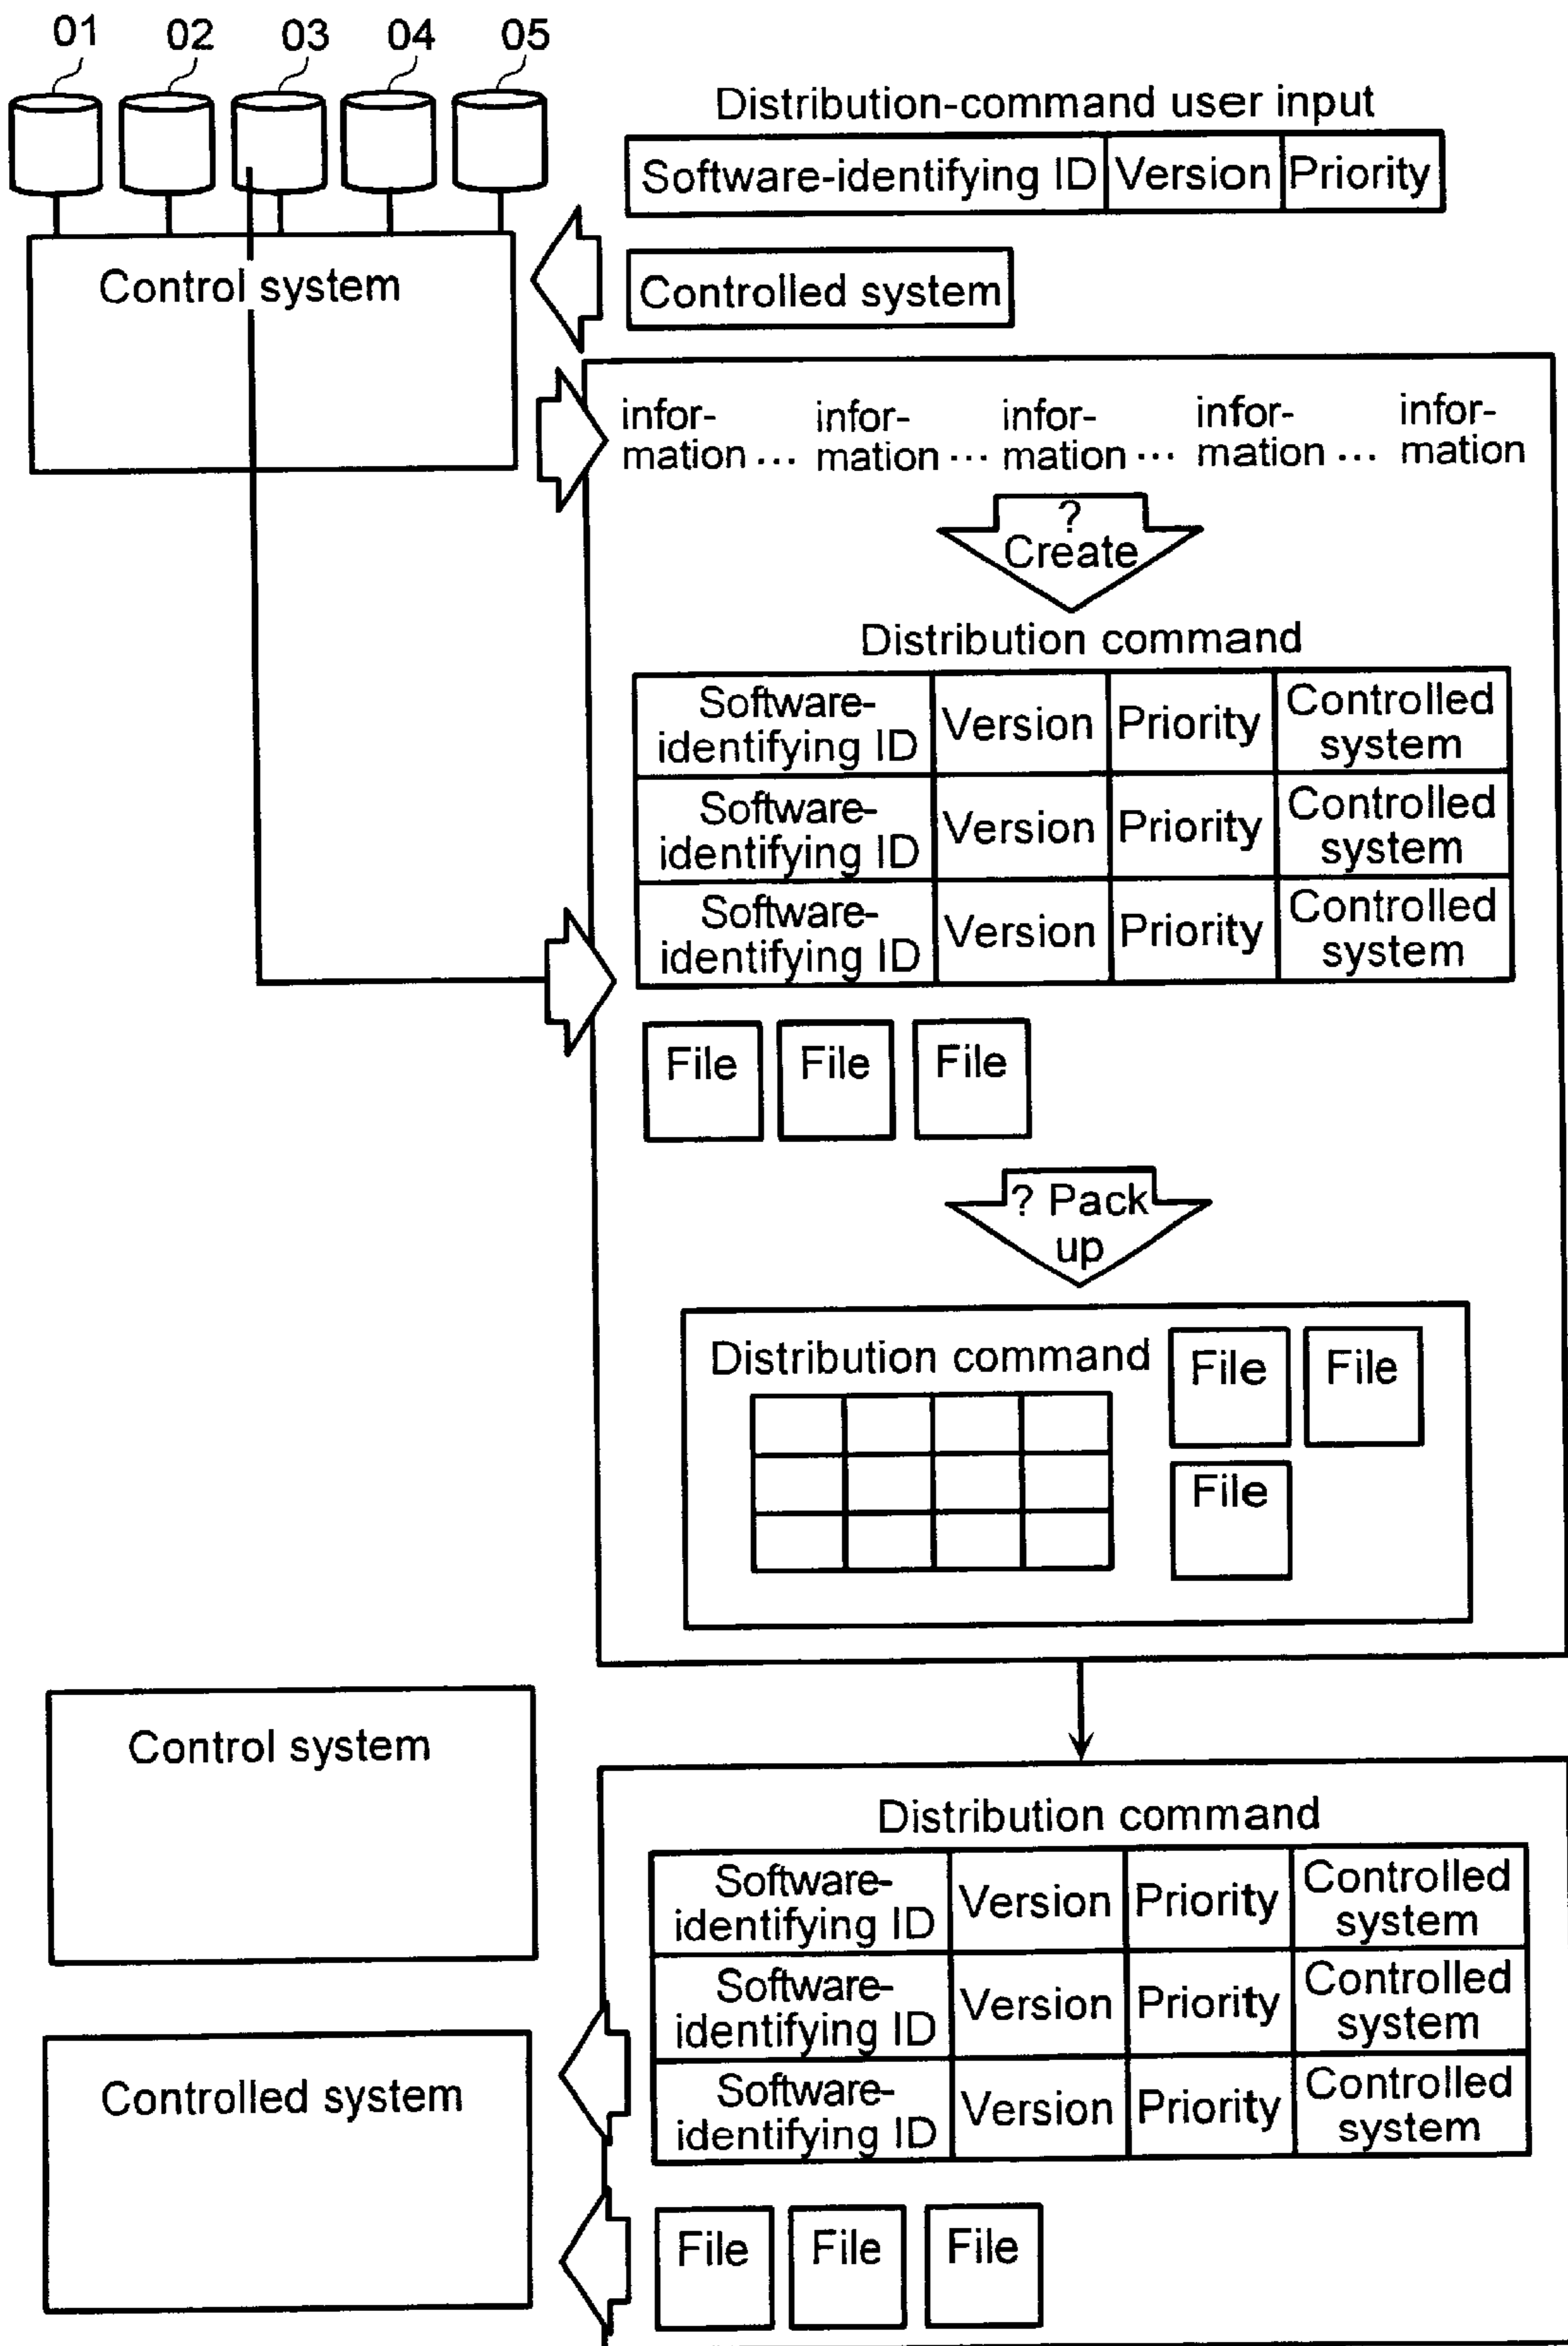 01 02 03 04 05
Distribution-command user input
Software-identifying ID Version Priority
Control system
Controlled system
infor-
mation ... infor-
mation ... infor-
mation ... infor-
mation ... infor-
mation
?
Create
Distribution command
Software-
identifying ID Version Priority Controlled
system
Software-
identifying ID Version Priority Controlled
system
Software-
identifying ID Version Priority Controlled
system
File File File
? Pack
up
Distribution command
File File
File
Control system
Distribution command
Software-
identifying ID Version Priority Controlled
system
Software-
identifying ID Version Priority Controlled
system
Software-
identifying ID Version Priority Controlled
system
Controlled system
File File File